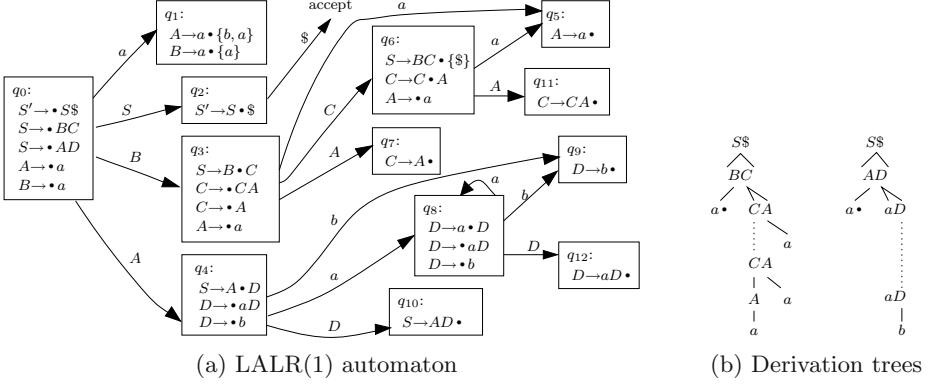 q0:
S′→•S$
S→•BC
S→•AD
A→•a
B→•a
a
S
B
A
q1:
A→a•{b,a}
B→a•{a}
q2:
S′→S•$
$
accept
q3:
S→B•C
C→•CA
C→•A
A→•a
a
C
A
q4:
S→A•D
D→•aD
D→•b
b
a
D
q5:
A→a•
q6:
S→BC•{$}
C→C•A
A→•a
a
A
q7:
C→A•
q8:
D→a•D
D→•aD
D→•b
a
b
D
q9:
D→b•
q10:
S→AD•
q11:
C→CA•
q12:
D→aD•
(a) LALR(1) automaton
S$
BC
a•
CA
a
CA
A
a
a
S$
AD
a•
aD
aD
b
(b) Derivation trees